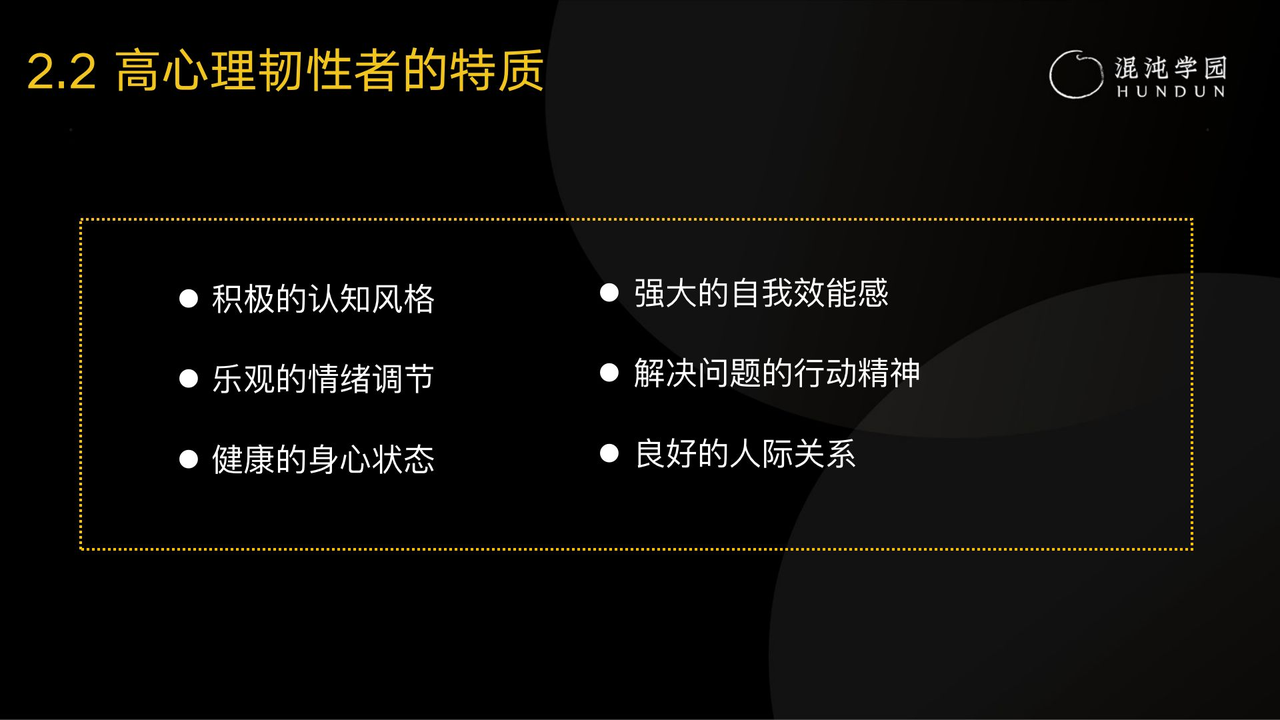 2.2 高心理韧性者的特质
混沌学园
HUNDUN
● 积极的认知风格
● 乐观的情绪调节
● 健康的身心状态
● 强大的自我效能感
● 解决问题的行动精神
● 良好的人际关系